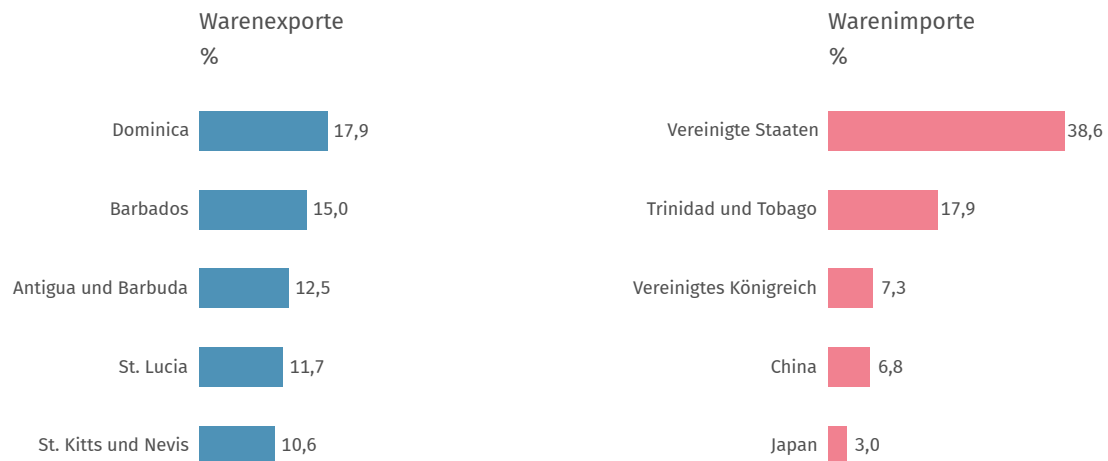 Warenexporte
%
Dominica 17,9
Barbados 15,0
Antigua und Barbuda 12,5
St. Lucia 11,7
St. Kitts und Nevis 10,6
Warenimporte
%
Vereinigte Staaten 38,6
Trinidad und Tobago 17,9
Vereinigtes Königreich 7,3
China 6,8
Japan 3,0